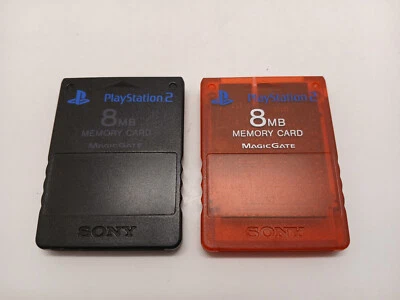 PlayStation 2
8MB
MEMORY CARD
MAGICGATE
SONY
PlayStation 2
8MB
MEMORY CARD
MAGICGATE
SONY